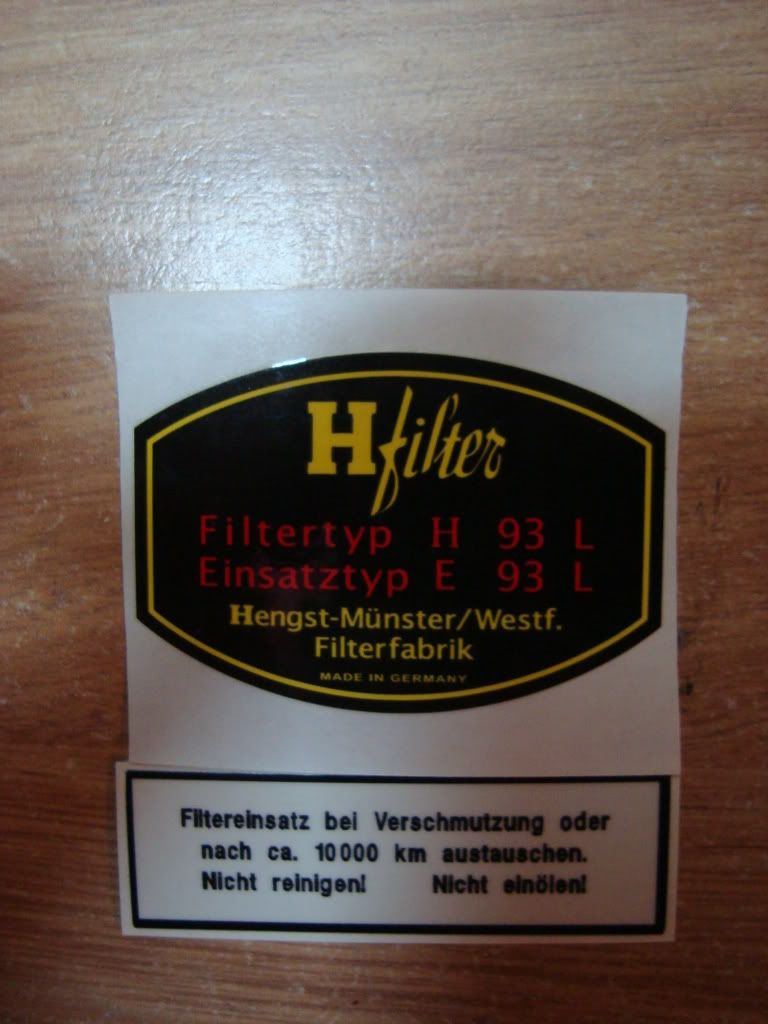 Hfilter
Filtertyp H 93 L
Einsatztyp E 93 L
Hengst-Münster/Westf.
Filterfabrik
MADE IN GERMANY
Filtereinsatz bei Verschmutzung oder
nach ca. 10000 km austauschen.
Nicht reinigen! Nicht einölen!